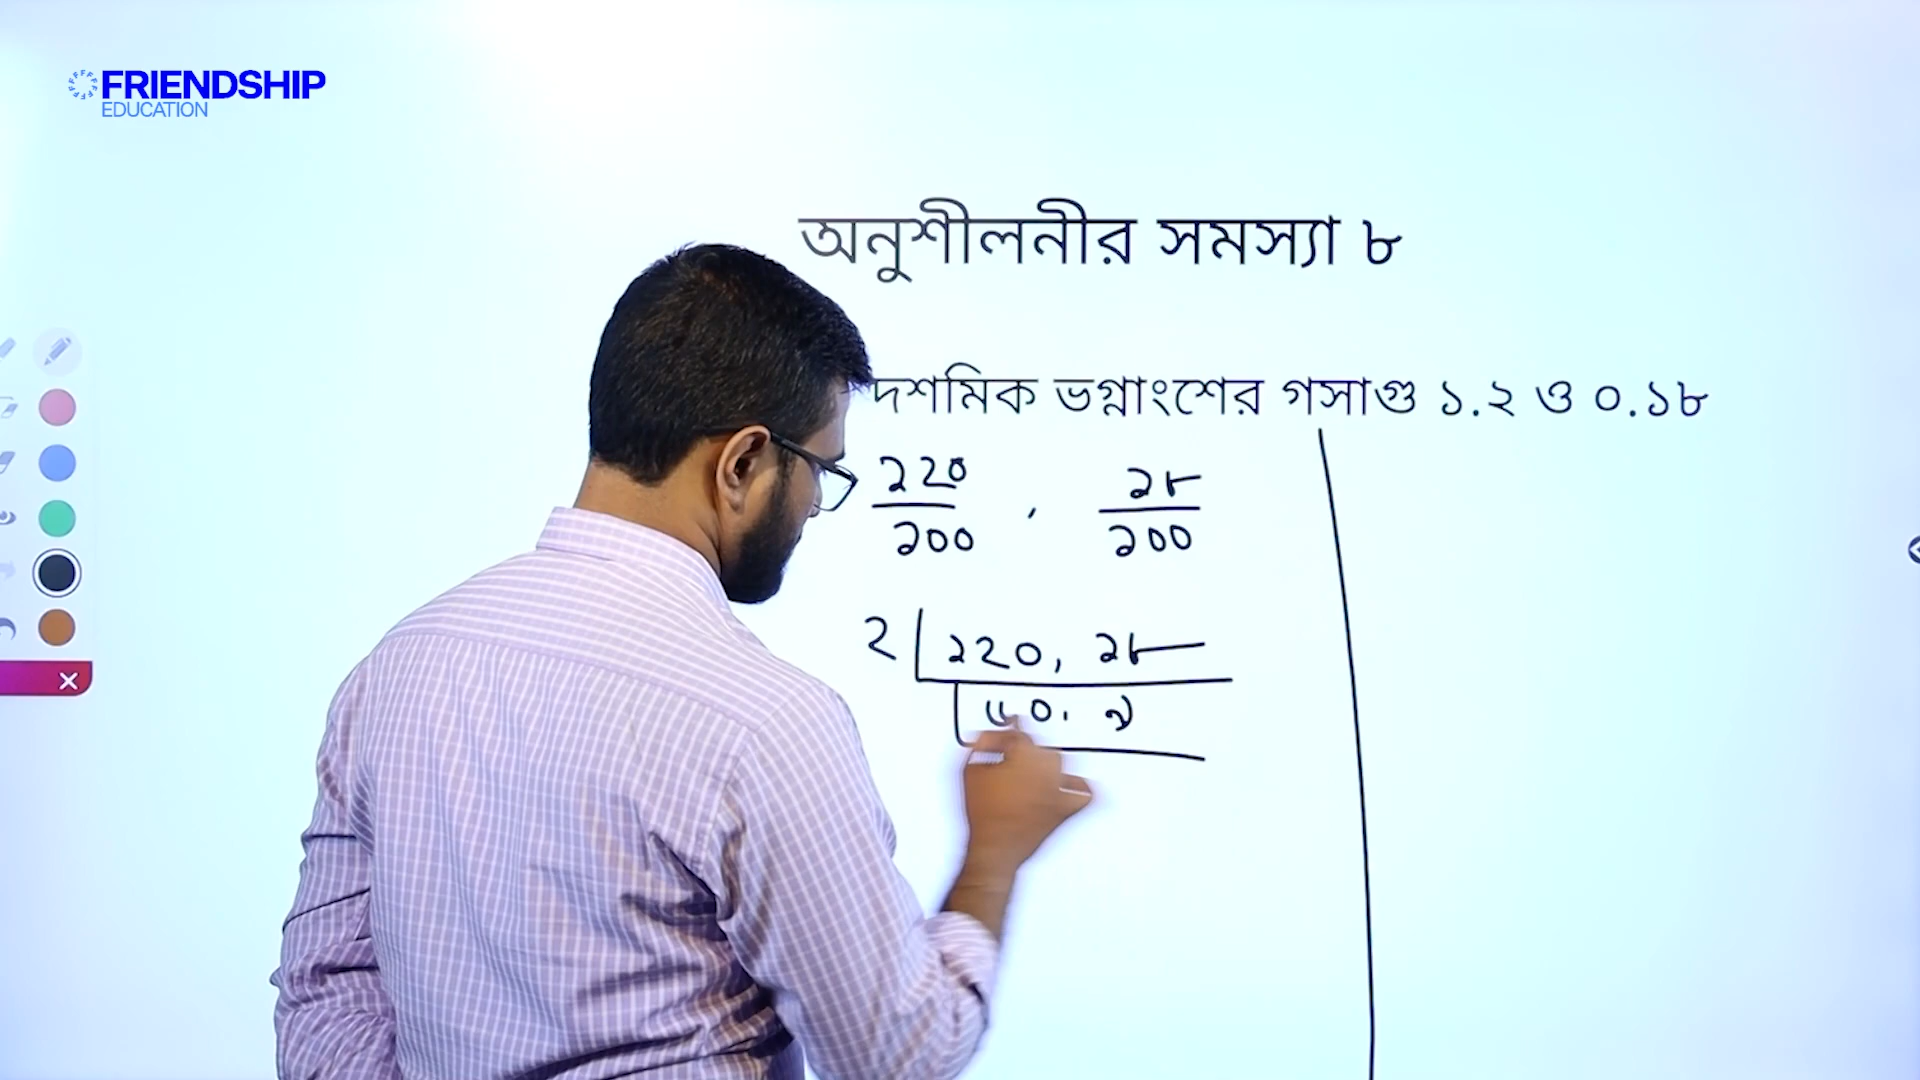 FRIENDSHIP
EDUCATION
অনুশীলনীর সমস্যা ৮
দশমিক ভগ্নাংশের গসাগু ১.২ ও ০.১৮
১২০ , ১৮
১০০ ১০০
২ ১২০, ১৮
৬০, ৯